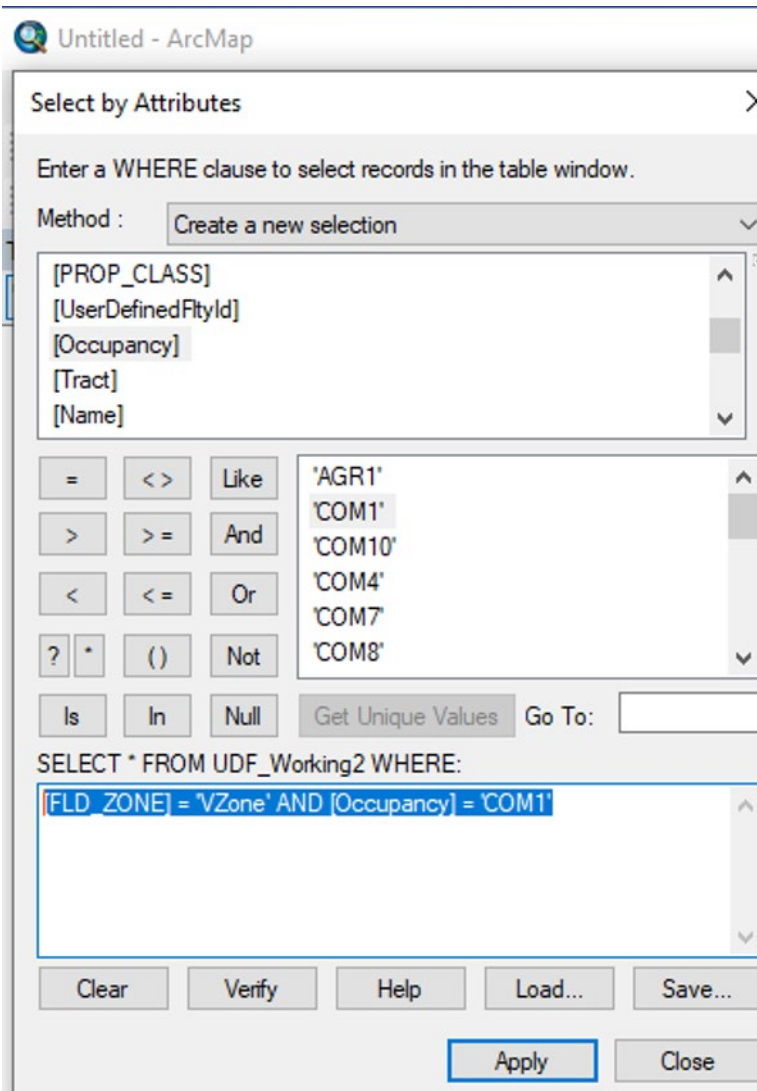 Untitled - ArcMap
Select by Attributes
Enter a WHERE clause to select records in the table window.
Method : Create a new selection
[PROP_CLASS]
[UserDefinedFltyId]
[Occupancy]
[Tract]
[Name]
= < > Like
> > = And
< < = Or
? * ( ) Not
Is In Null
'AGR1'
'COM1'
'COM10'
'COM4'
'COM7'
'COM8'
Get Unique Values Go To:
SELECT * FROM UDF_Working2 WHERE:
[FLD_ZONE] = 'VZone' AND [Occupancy] = 'COM1'
Clear Verify Help Load... Save...
Apply Close